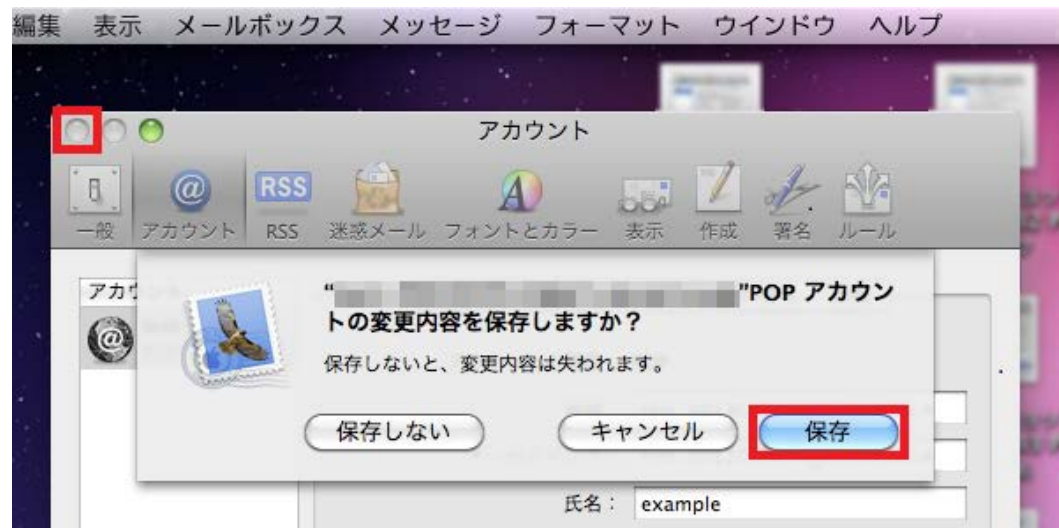 編集 表示 メールボックス メッセージ フォーマット ウインドウ ヘルプ
アカウント
RSS
一般 アカウント RSS 迷惑メール フォントとカラー 表示 作成 署名 ルール
アカウ
“ ”POP アカウン
トの変更内容を保存しますか？
保存しないと、変更内容は失われます。
保存しない キャンセル 保存
氏名： example